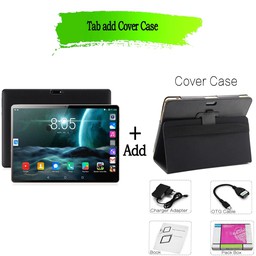 Tab add Cover Case
Cover Case
8:05
+
Add
Charger Adapter
OTG Cable
Book
Pack Box